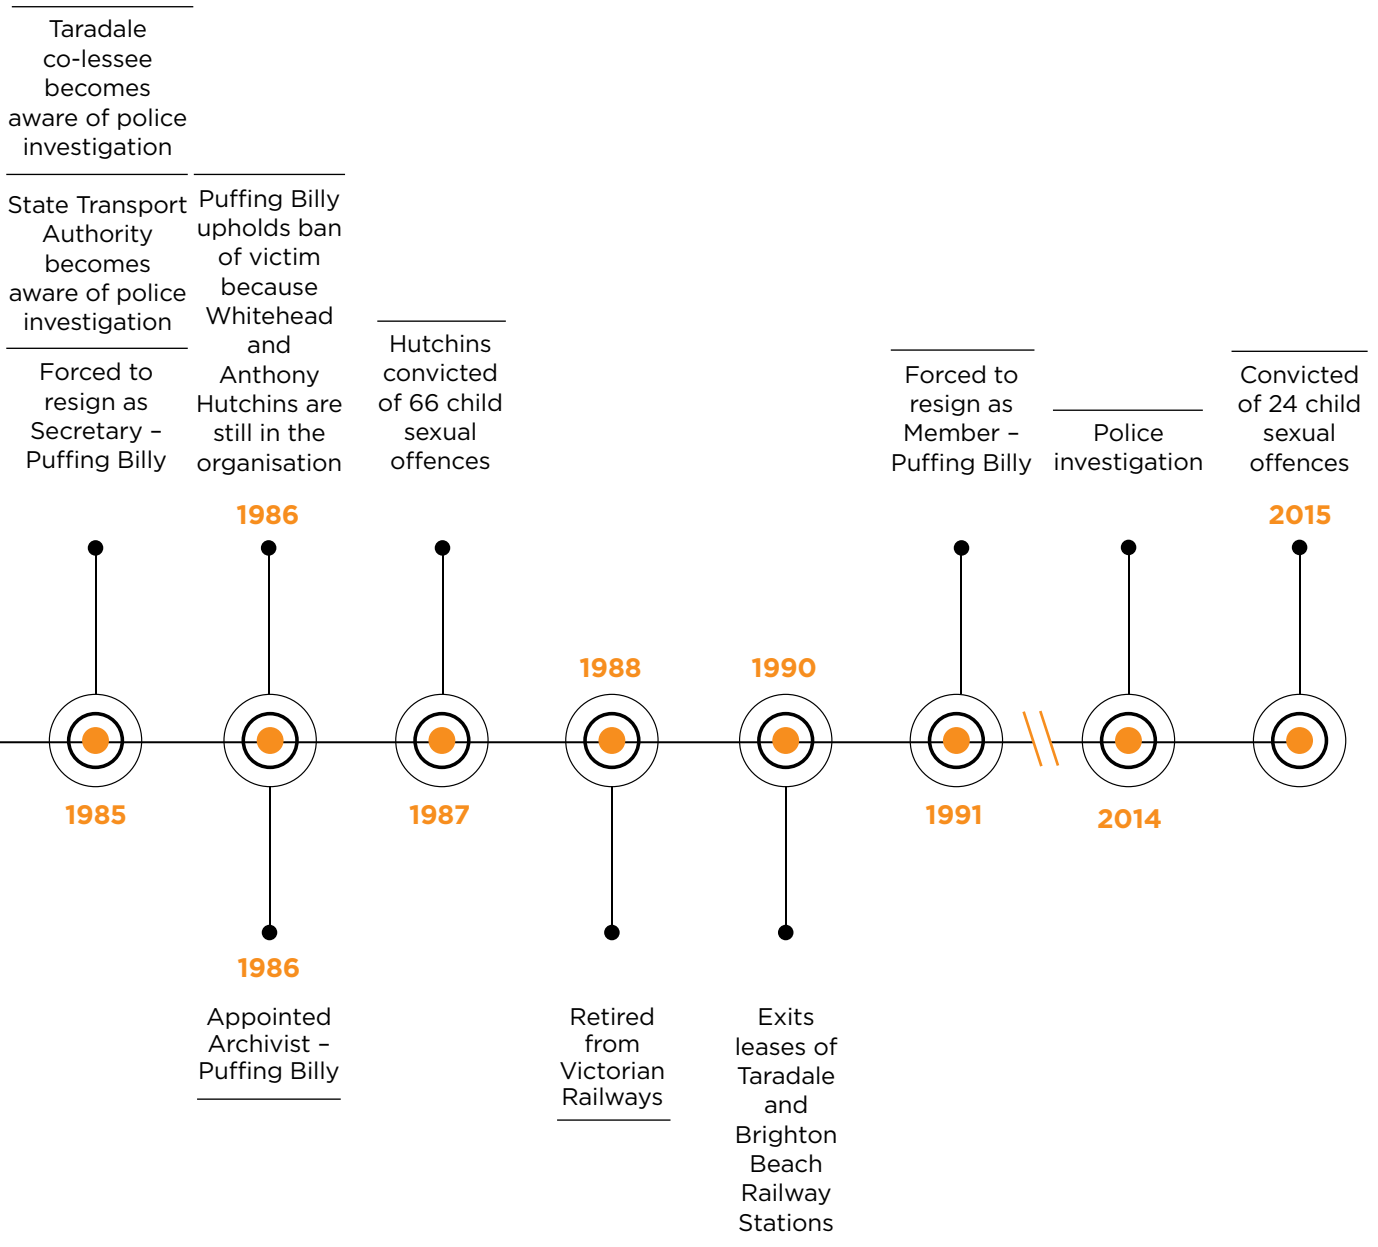 Taradale
co-lessee
becomes
aware of police
investigation
State Transport
Authority
becomes
aware of police
investigation
Forced to
resign as
Secretary –
Puffing Billy
1985
Puffing Billy
upholds ban
of victim
because
Whitehead
and
Anthony
Hutchins are
still in the
organisation
1986
1986
Appointed
Archivist –
Puffing Billy
Hutchins
convicted
of 66 child
sexual
offences
1987
1988
Retired
from
Victorian
Railways
1990
Exits
leases of
Taradale
and
Brighton
Beach
Railway
Stations
Forced to
resign as
Member –
Puffing Billy
1991
Police
investigation
2014
Convicted
of 24 child
sexual
offences
2015